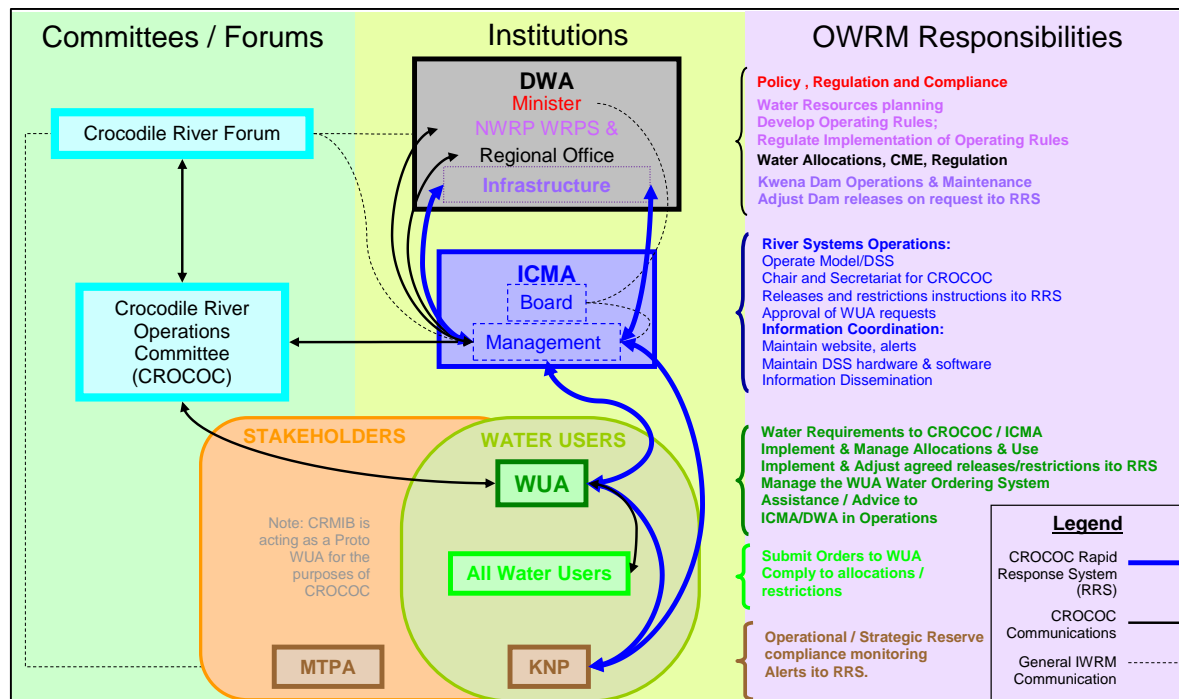 Committees / Forums
Institutions
OWRM Responsibilities
Crocodile River Forum
Crocodile River
Operations
Committee
(CROCOC)
DWA
Minister
NWRP WRPS &
Regional Office
Infrastructure
ICMA
Board
Management
STAKEHOLDERS
WATER USERS
WUA
Note: CRMIB is
acting as a Proto
WUA for the
purposes of
CROCOC
All Water Users
MTPA
KNP
Policy , Regulation and Compliance
Water Resources planning
Develop Operating Rules;
Regulate Implementation of Operating Rules
Water Allocations, CME, Regulation
Kwena Dam Operations & Maintenance
Adjust Dam releases on request ito RRS
River Systems Operations:
Operate Model/DSS
Chair and Secretariat for CROCOC
Releases and restrictions instructions ito RRS
Approval of WUA requests
Information Coordination:
Maintain website, alerts
Maintain DSS hardware & software
Information Dissemination
Water Requirements to CROCOC / ICMA
Implement & Manage Allocations & Use
Implement & Adjust agreed releases/restrictions ito RRS
Manage the WUA Water Ordering System
Assistance / Advice to
ICMA/DWA in Operations
Submit Orders to WUA
Comply to allocations /
restrictions
Operational / Strategic Reserve
compliance monitoring
Alerts ito RRS.
Legend
CROCOC Rapid
Response System
(RRS)
CROCOC
Communications
General IWRM
Communication